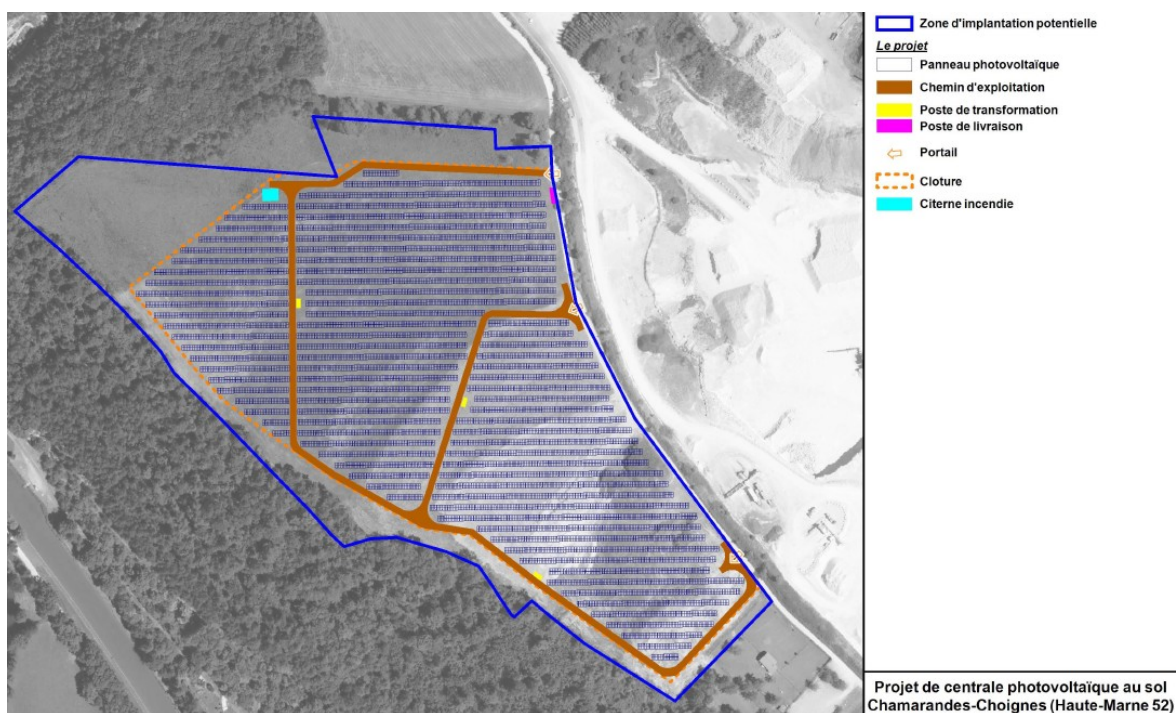 Zone d'implantation potentielle
Le projet
Panneau photovoltaïque
Chemin d'exploitation
Poste de transformation
Poste de livraison
Portail
Cloture
Citerne incendie
Projet de centrale photovoltaïque au sol
Chamarandes-Choignes (Haute-Marne 52)